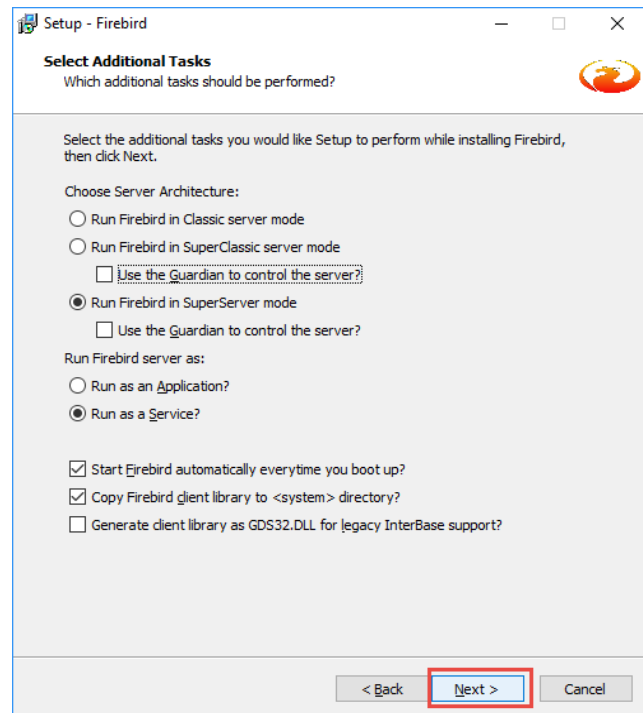 Setup - Firebird
Select Additional Tasks
Which additional tasks should be performed?
Select the additional tasks you would like Setup to perform while installing Firebird,
then click Next.
Choose Server Architecture:
Run Firebird in Classic server mode
Run Firebird in SuperClassic server mode
Use the Guardian to control the server?
Run Firebird in SuperServer mode
Use the Guardian to control the server?
Run Firebird server as:
Run as an Application?
Run as a Service?
Start Firebird automatically everytime you boot up?
Copy Firebird client library to <system> directory?
Generate client library as GDS32.DLL for legacy InterBase support?
< Back Next > Cancel